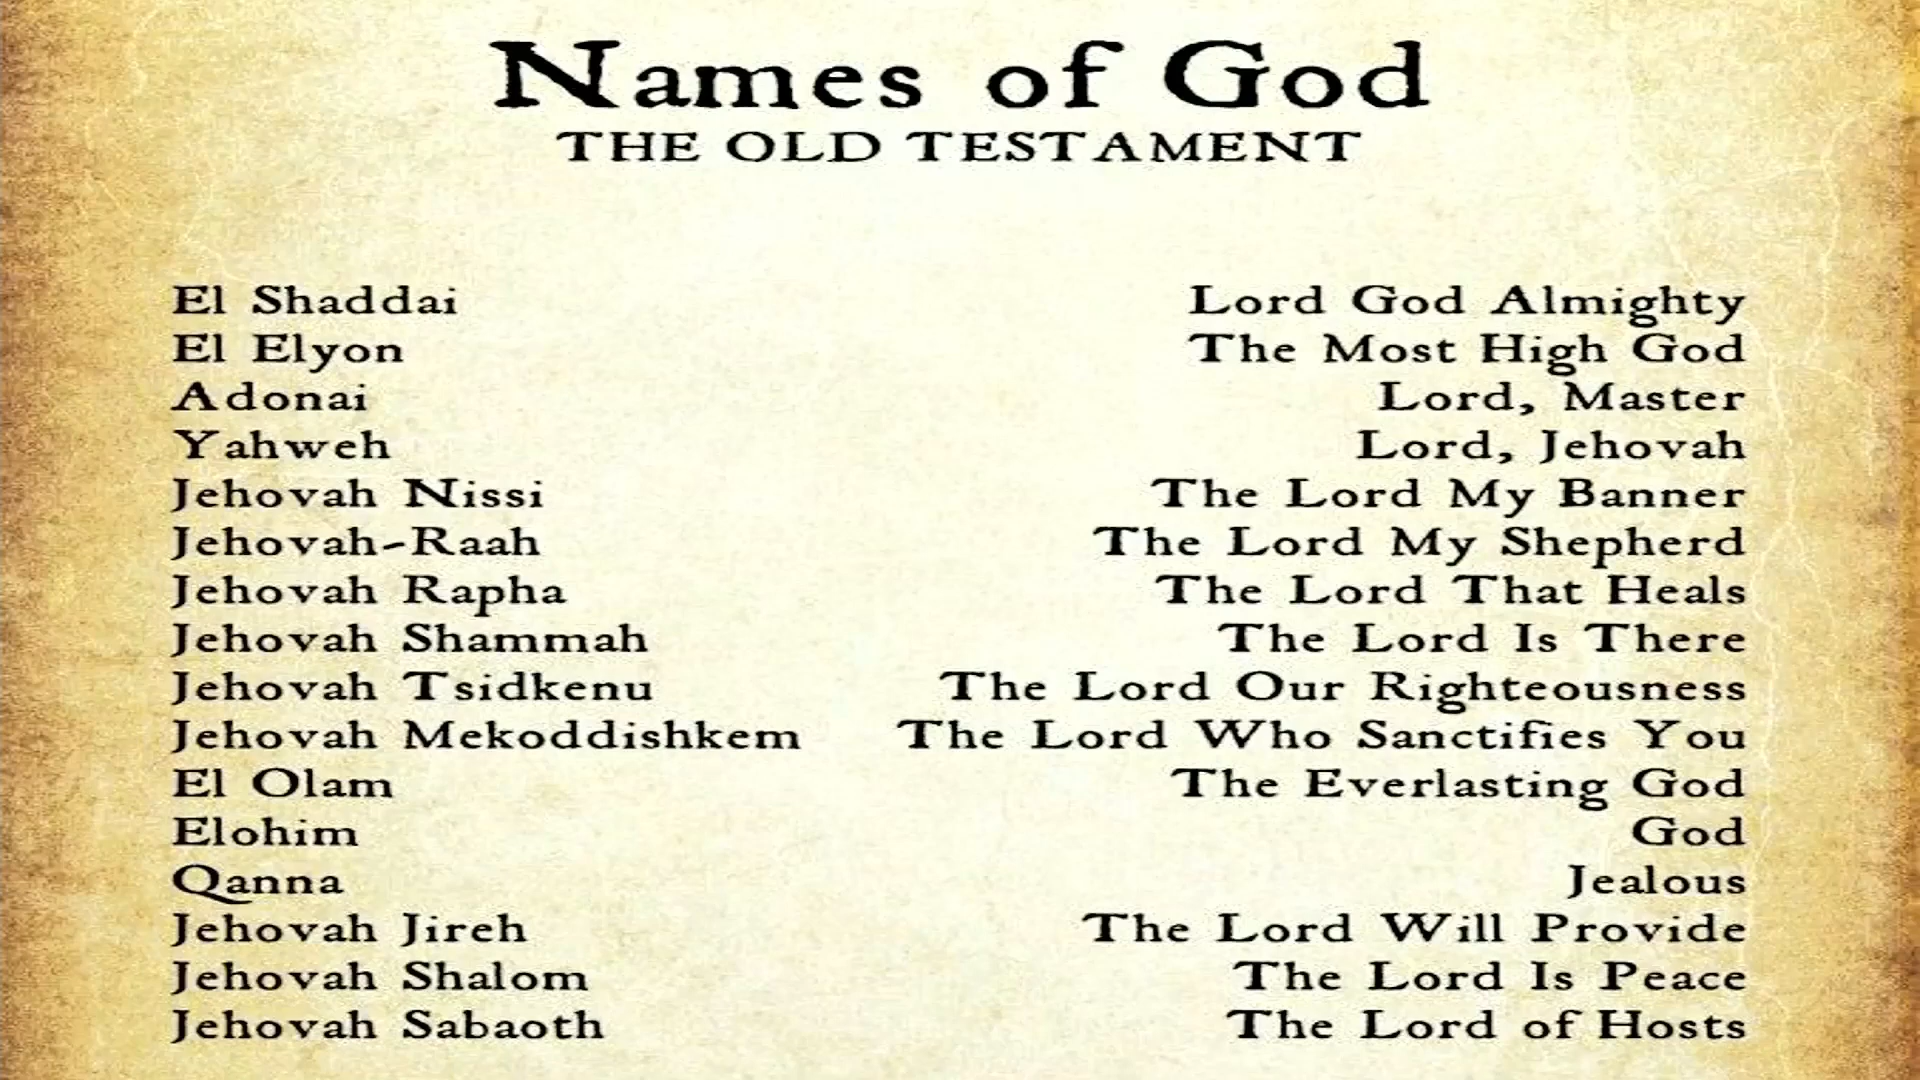 Names of God
THE OLD TESTAMENT
El Shaddai Lord God Almighty
El Elyon The Most High God
Adonai Lord, Master
Yahweh Lord, Jehovah
Jehovah Nissi The Lord My Banner
Jehovah-Raah The Lord My Shepherd
Jehovah Rapha The Lord That Heals
Jehovah Shammah The Lord Is There
Jehovah Tsidkenu The Lord Our Righteousness
Jehovah Mekoddishkem The Lord Who Sanctifies You
El Olam The Everlasting God
Elohim God
Qanna Jealous
Jehovah Jireh The Lord Will Provide
Jehovah Shalom The Lord Is Peace
Jehovah Sabaoth The Lord of Hosts